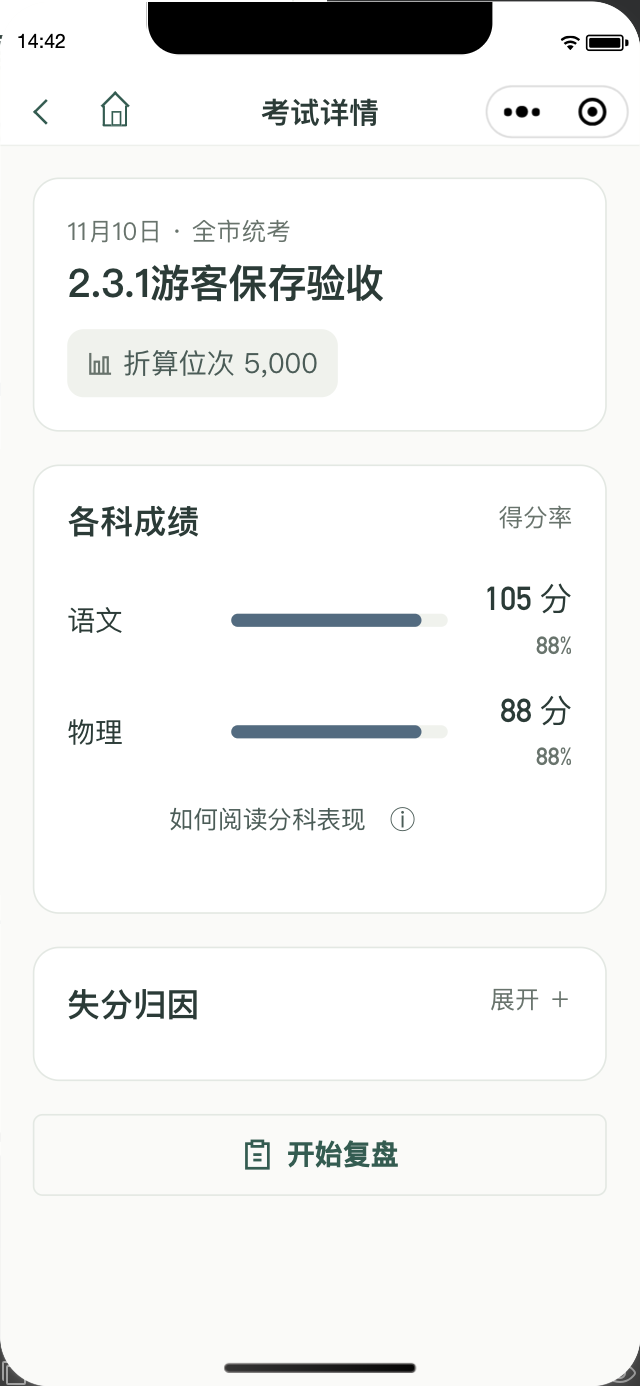 14:42
考试详情
11月10日 · 全市统考
2.3.1游客保存验收
折算位次 5,000
各科成绩 得分率
语文 105 分
88%
物理 88 分
88%
如何阅读分科表现
失分归因 展开 +
开始复盘